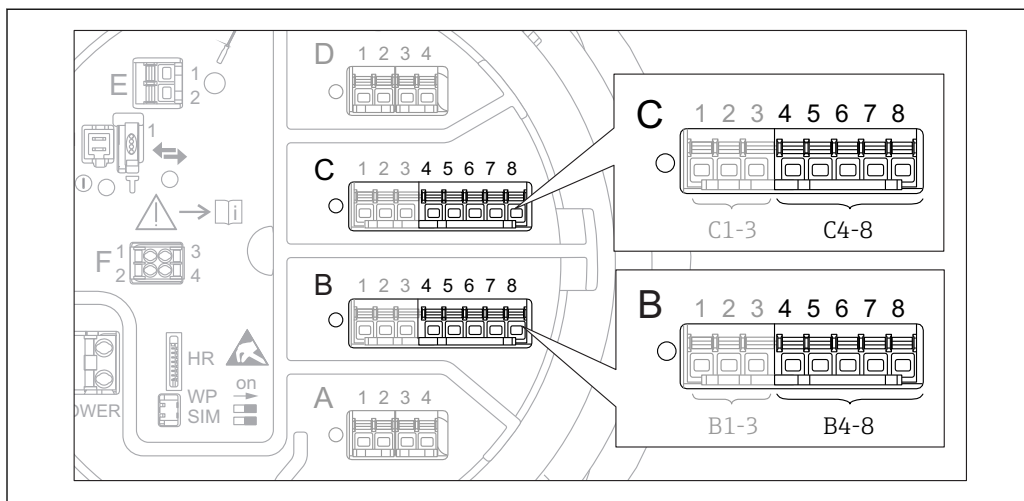 D 1 2 3 4
E 1
2
1
C 1 2 3 4 5 6 7 8
i
F 1 3
2 4
B 1 2 3 4 5 6 7 8
HR
WP on
SIM
OWER
A 1 2 3 4
C 1 2 3 4 5 6 7 8
C1-3 C4-8
B 1 2 3 4 5 6 7 8
B1-3 B4-8